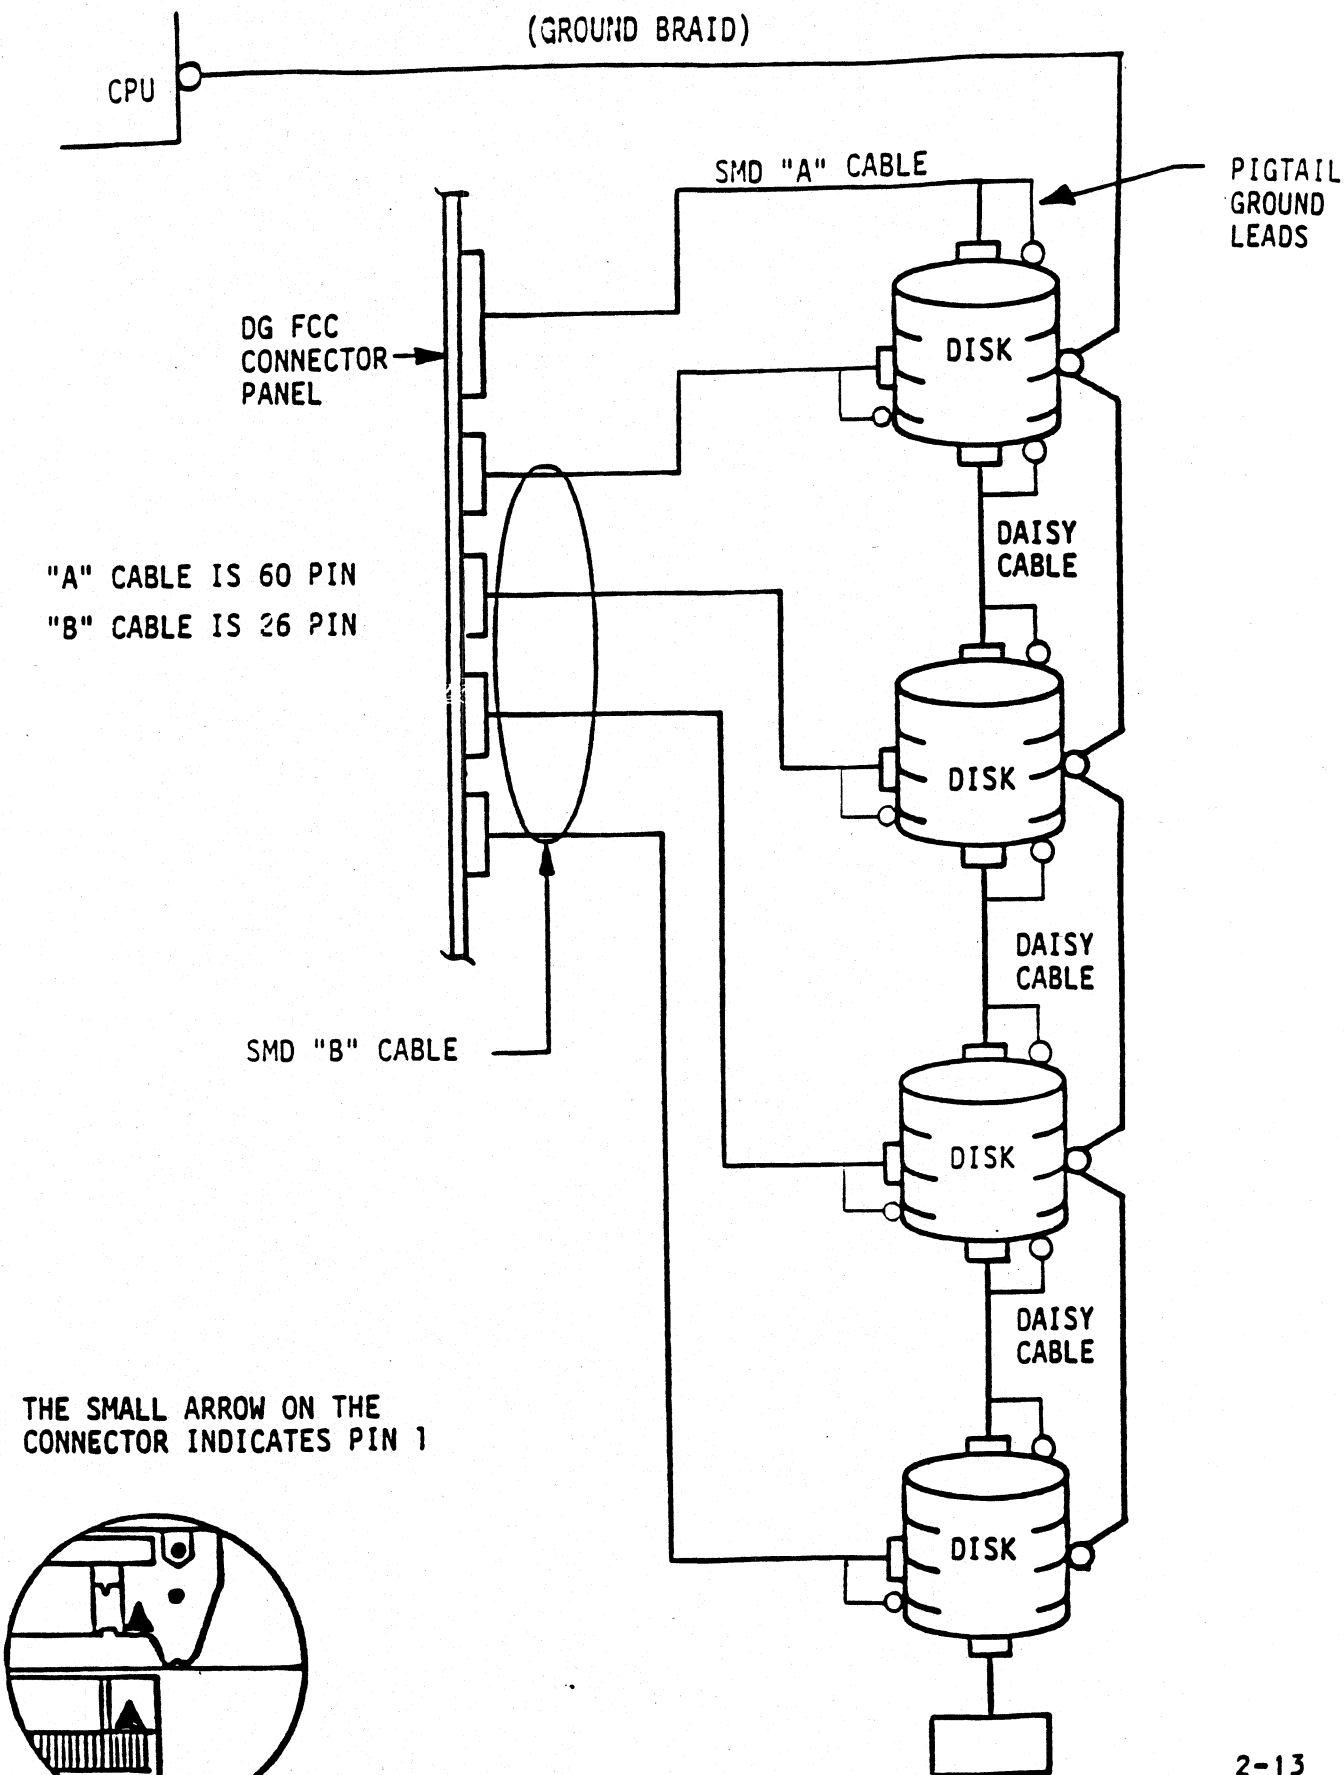 (GROUND BRAID)
CPU
SMD "A" CABLE
PIGTAIL
GROUND
LEADS
DG FCC
CONNECTOR
PANEL
DISK
DAISY
CABLE
"A" CABLE IS 60 PIN
"B" CABLE IS 26 PIN
DISK
DAISY
CABLE
SMD "B" CABLE
DISK
DAISY
CABLE
THE SMALL ARROW ON THE
CONNECTOR INDICATES PIN 1
DISK
2-13